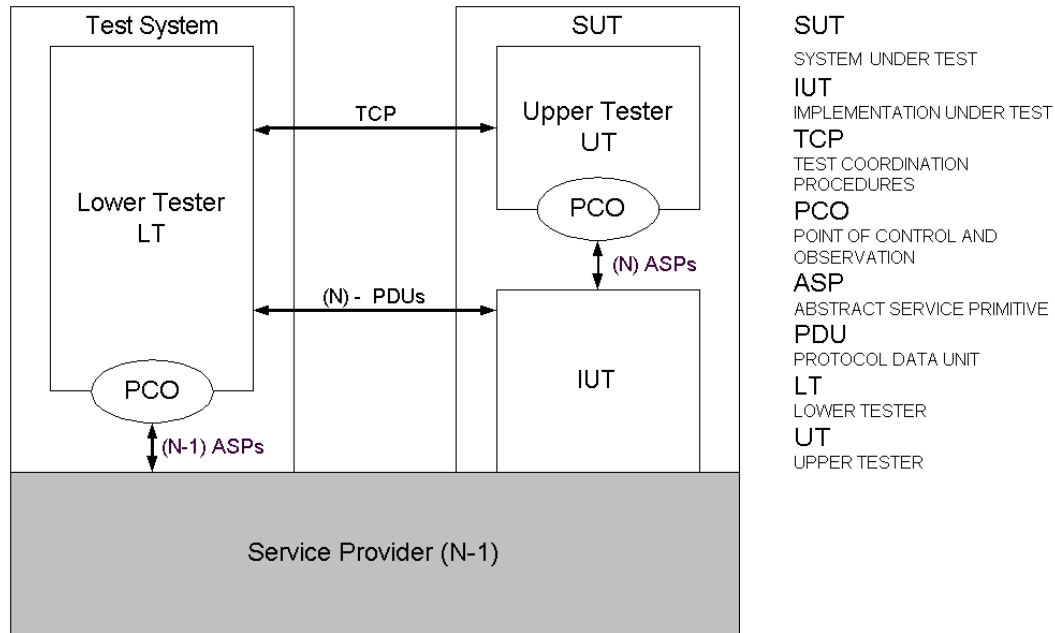 Test System
SUT
TCP
Upper Tester
UT
Lower Tester
LT
PCO
(N) ASPs
(N) - PDUs
IUT
PCO
(N-1) ASPs
Service Provider (N-1)
SUT
SYSTEM UNDER TEST
IUT
IMPLEMENTATION UNDER TEST
TCP
TEST COORDINATION
PROCEDURES
PCO
POINT OF CONTROL AND
OBSERVATION
ASP
ABSTRACT SERVICE PRIMITIVE
PDU
PROTOCOL DATA UNIT
LT
LOWER TESTER
UT
UPPER TESTER